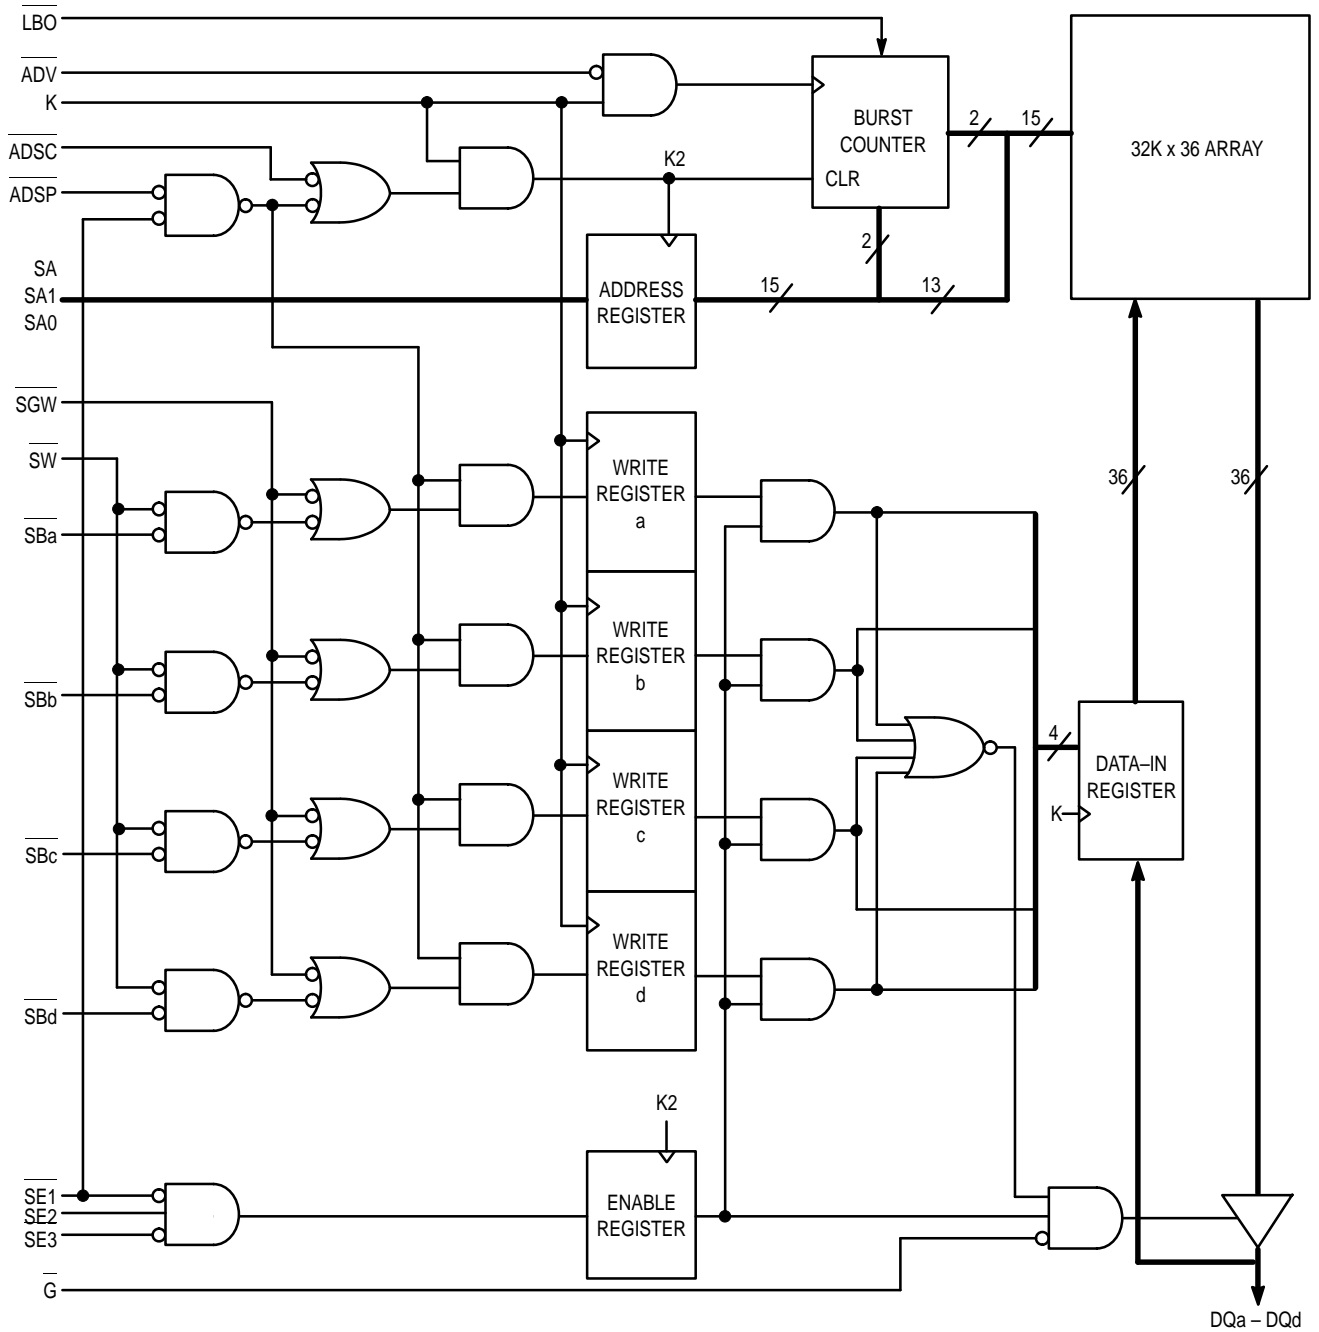 LBO
ADV
K
ADSC
ADSP
K2
BURST
COUNTER
CLR
2
15
32K x 36 ARRAY
2
SA
SA1
SA0
ADDRESS
REGISTER
15
13
SGW
SW
SBa
WRITE
REGISTER
a
36
36
SBb
WRITE
REGISTER
b
4
DATA–IN
REGISTER
K
SBc
WRITE
REGISTER
c
SBd
WRITE
REGISTER
d
K2
SE1
SE2
SE3
ENABLE
REGISTER
G
DQa – DQd